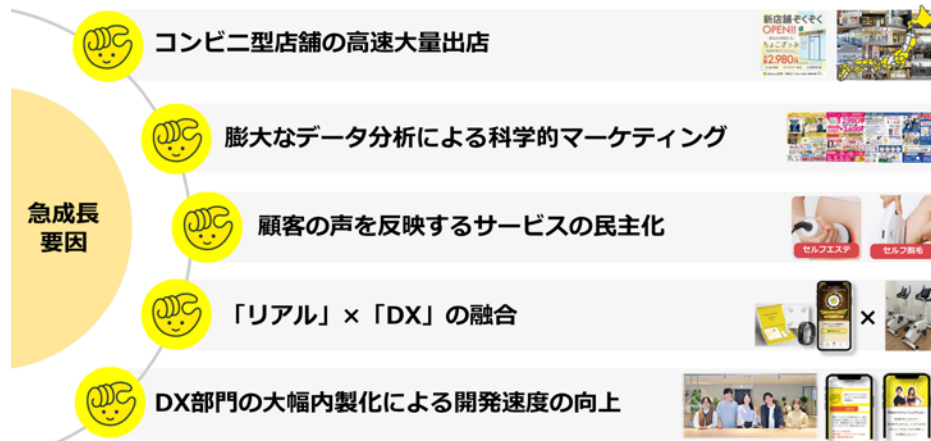 コンビニ型店舗の高速大量出店
新店舗ぞくぞく
OPEN!!
ちょこざっぷ
2,980円
膨大なデータ分析による科学的マーケティング
急成長
要因
顧客の声を反映するサービスの民主化
セルフエステ
セルフ脱毛
「リアル」×「DX」の融合
×
DX部門の大幅内製化による開発速度の向上